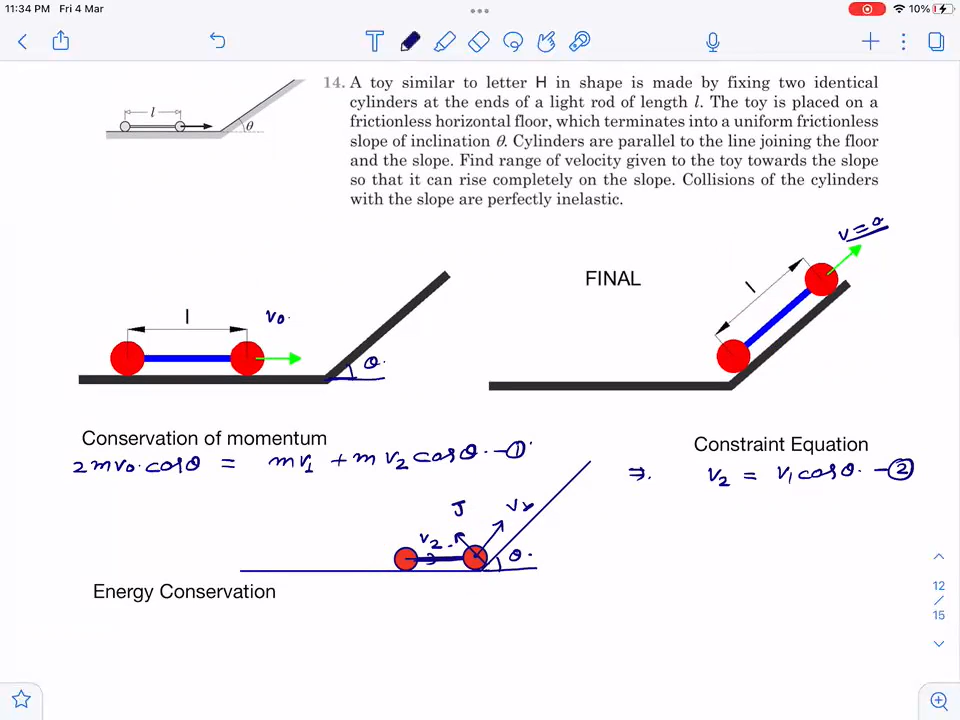 11:34 PM Fri 4 Mar
10%
14. A toy similar to letter H in shape is made by fixing two identical
cylinders at the ends of a light rod of length l. The toy is placed on a
frictionless horizontal floor, which terminates into a uniform frictionless
slope of inclination θ. Cylinders are parallel to the line joining the floor
and the slope. Find range of velocity given to the toy towards the slope
so that it can rise completely on the slope. Collisions of the cylinders
with the slope are perfectly inelastic.
l
θ
v=0
FINAL
l
l
v₀.
θ.
Conservation of momentum
2mv₀.cosθ = mv₁ + mv₂cosθ. —①
Constraint Equation
⇒. v₂ = v₁cosθ. —②
J
v₂.
θ.
Energy Conservation
12
/
15